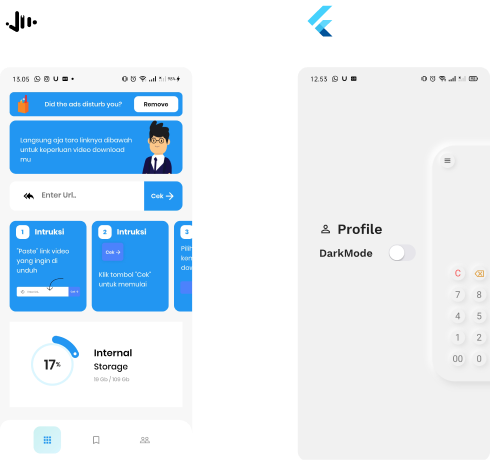 13.05
Did the ads disturb you?
Remove
Langsung aja taro linknya dibawah
untuk keperluan video download
mu
Enter Url..
Cek →
1 Intruksi
"Paste" link video
yang ingin di
unduh
2 Intruksi
Cek →
Klik tombol "Cek"
untuk memulai
3
17%
Internal
Storage
19 Gb / 109 Gb
12.53
Profile
DarkMode
C
7 8
4 5
1 2
00 0